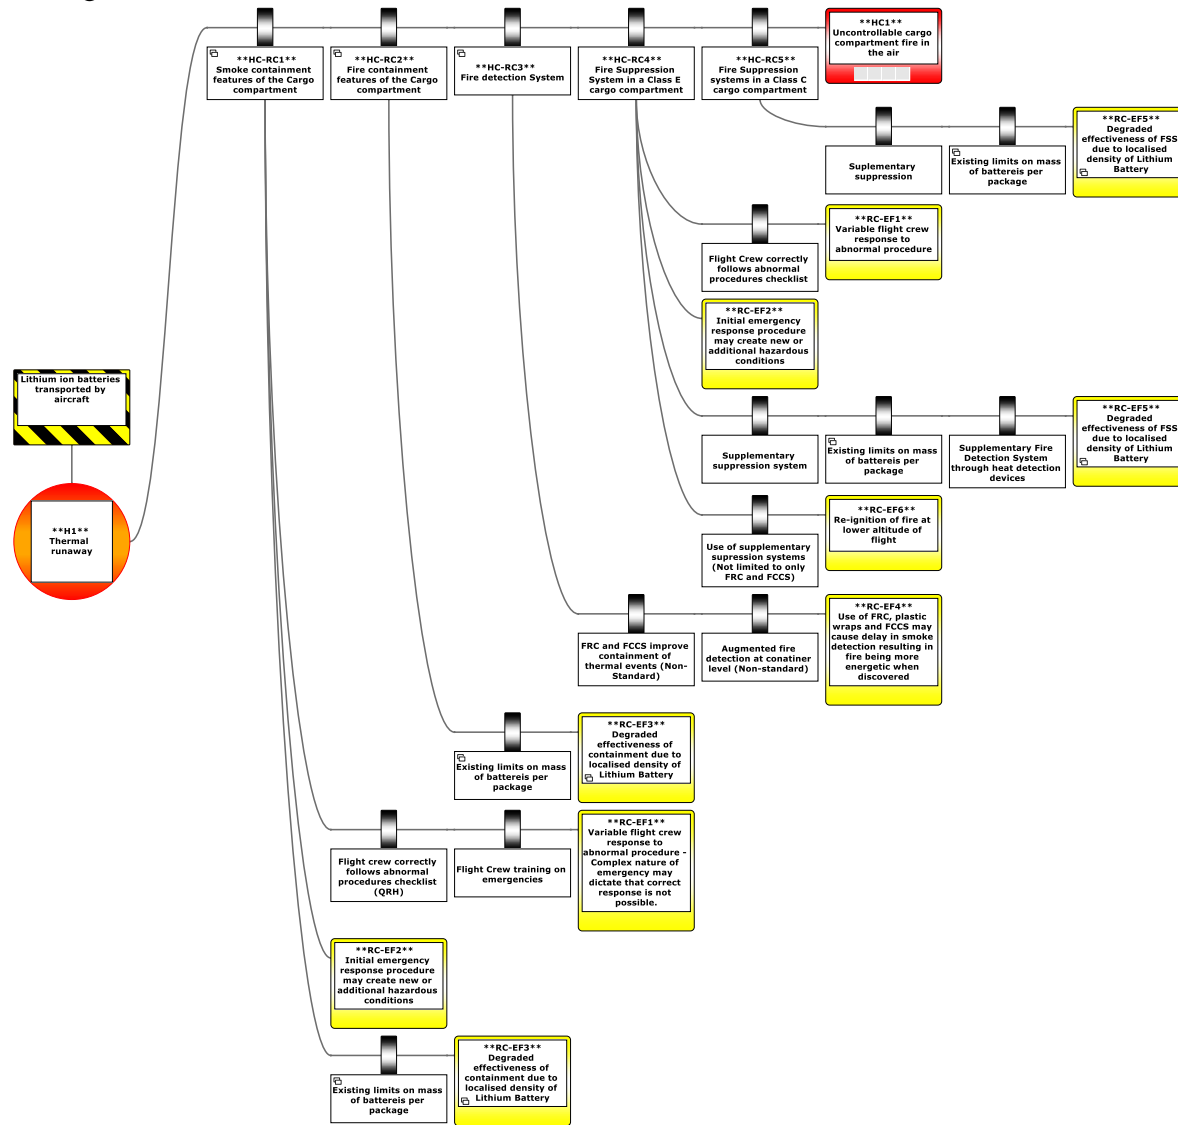 **HC1**
Uncontrollable cargo
compartment fire in
the air
**HC-RC1**
Smoke containment
features of the Cargo
compartment
**HC-RC2**
Fire containment
features of the Cargo
compartment
**HC-RC3**
Fire detection System
**HC-RC4**
Fire Suppression
System in a Class E
cargo compartment
**HC-RC5**
Fire Suppression
systems in a Class C
cargo compartment
Suplementary
suppression
Existing limits on mass
of battereis per
package
**RC-EF5**
Degraded
effectiveness of FSS
due to localised
density of Lithium
Battery
Flight Crew correctly
follows abnormal
procedures checklist
**RC-EF1**
Variable flight crew
response to
abnormal procedure
**RC-EF2**
Initial emergency
response procedure
may create new or
additional hazardous
conditions
Lithium ion batteries
transported by
aircraft
Supplementary
suppression system
Existing limits on mass
of battereis per
package
Supplementary Fire
Detection System
through heat detection
devices
**RC-EF5**
Degraded
effectiveness of FSS
due to localised
density of Lithium
Battery
**H1**
Thermal
runaway
Use of supplementary
supression systems
(Not limited to only
FRC and FCCS)
**RC-EF6**
Re-ignition of fire at
lower altitude of
flight
FRC and FCCS improve
containment of
thermal events (Non-
Standard)
Augmented fire
detection at conatiner
level (Non-standard)
**RC-EF4**
Use of FRC, plastic
wraps and FCCS may
cause delay in smoke
detection resulting in
fire being more
energetic when
discovered
Existing limits on mass
of battereis per
package
**RC-EF3**
Degraded
effectiveness of
containment due to
localised density of
Lithium Battery
Flight crew correctly
follows abnormal
procedures checklist
(QRH)
Flight Crew training on
emergencies
**RC-EF1**
Variable flight crew
response to
abnormal procedure -
Complex nature of
emergency may
dictate that correct
response is not
possible.
**RC-EF2**
Initial emergency
response procedure
may create new or
additional hazardous
conditions
Existing limits on mass
of battereis per
package
**RC-EF3**
Degraded
effectiveness of
containment due to
localised density of
Lithium Battery